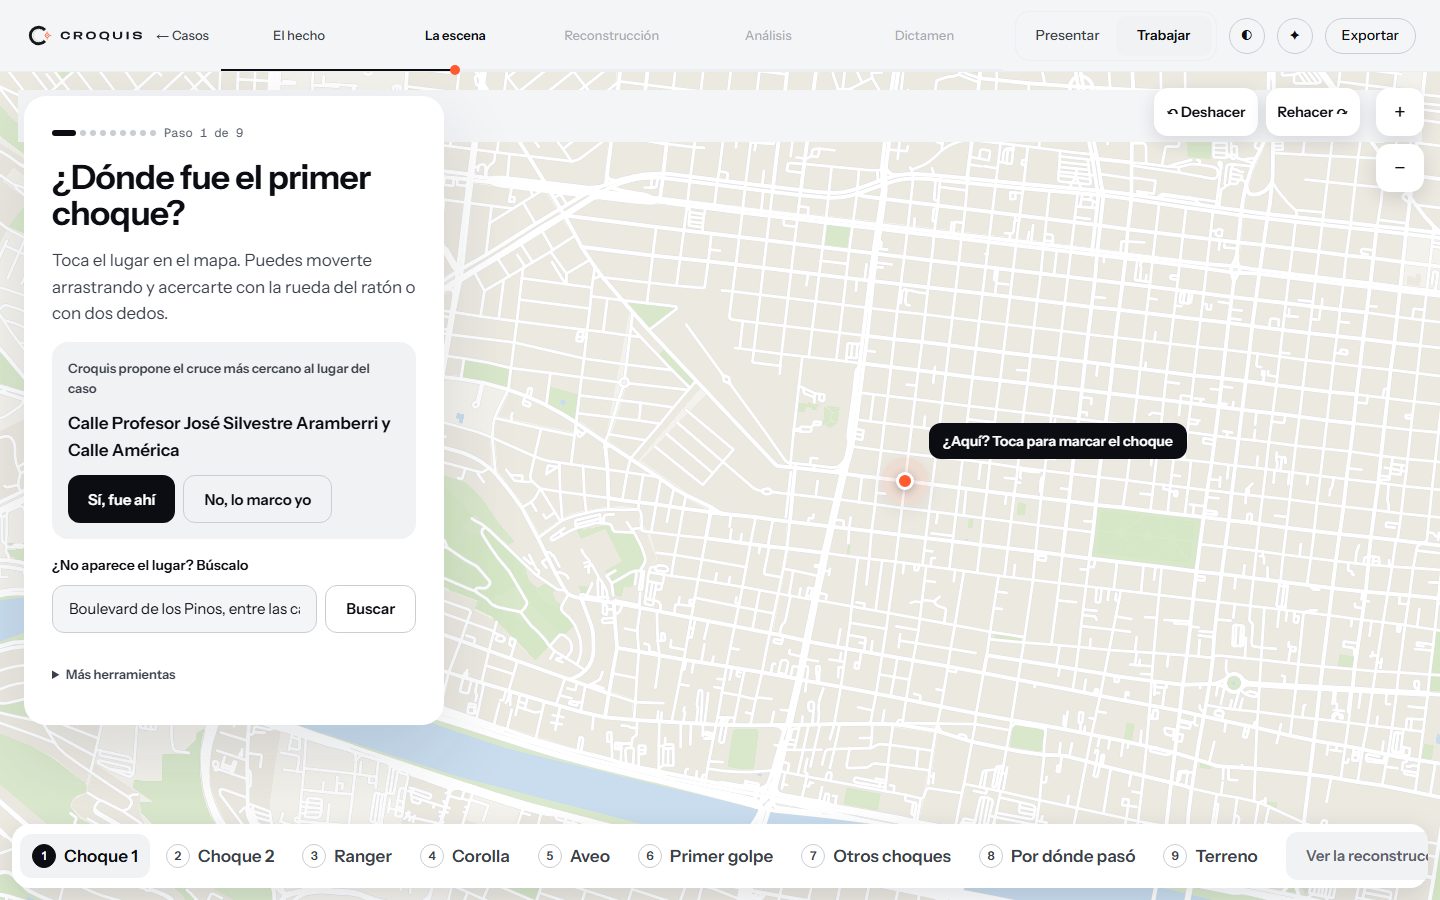 CROQUIS
← Casos
El hecho
La escena
Reconstrucción
Análisis
Dictamen
Presentar
Trabajar
Exportar
Deshacer
Rehacer
+
−
Paso 1 de 9
¿Dónde fue el primer
choque?
Toca el lugar en el mapa. Puedes moverte
arrastrando y acercarte con la rueda del ratón o
con dos dedos.
Croquis propone el cruce más cercano al lugar del
caso
Calle Profesor José Silvestre Aramberri y
Calle América
Sí, fue ahí
No, lo marco yo
¿No aparece el lugar? Búscalo
Boulevard de los Pinos, entre las ca
Buscar
Más herramientas
¿Aquí? Toca para marcar el choque
1 Choque 1
2 Choque 2
3 Ranger
4 Corolla
5 Aveo
6 Primer golpe
7 Otros choques
8 Por dónde pasó
9 Terreno
Ver la reconstruc